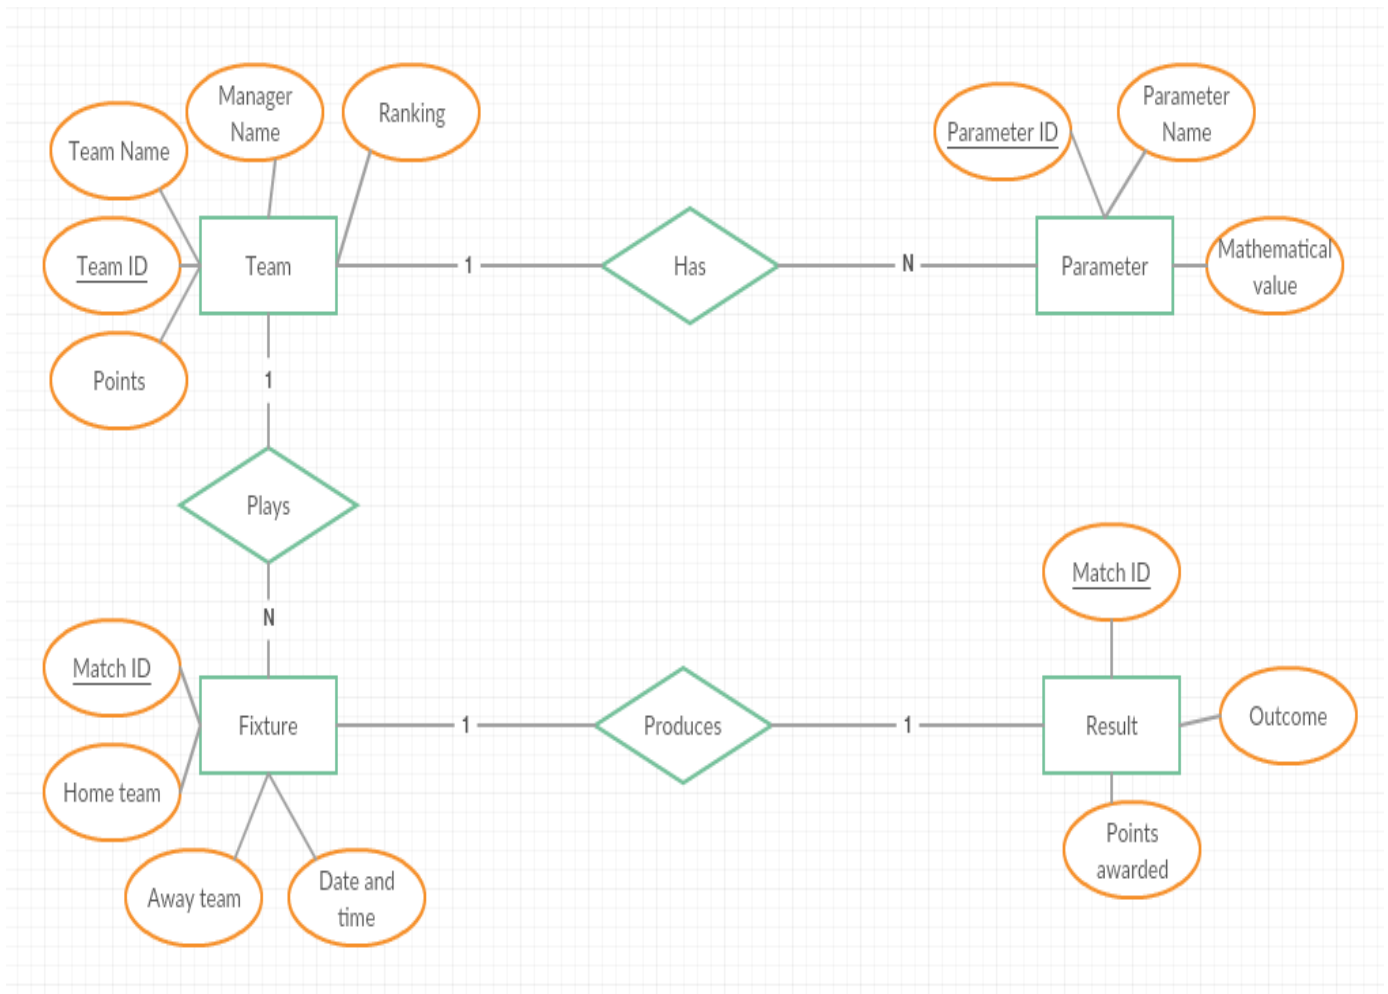 Manager
Name
Ranking
Team Name
Team ID
Team
Points
1
Has
N
Parameter ID
Parameter
Name
Parameter
Mathematical
value
1
Plays
N
Match ID
Fixture
Home team
Away team
Date and
time
1
Produces
1
Match ID
Result
Outcome
Points
awarded